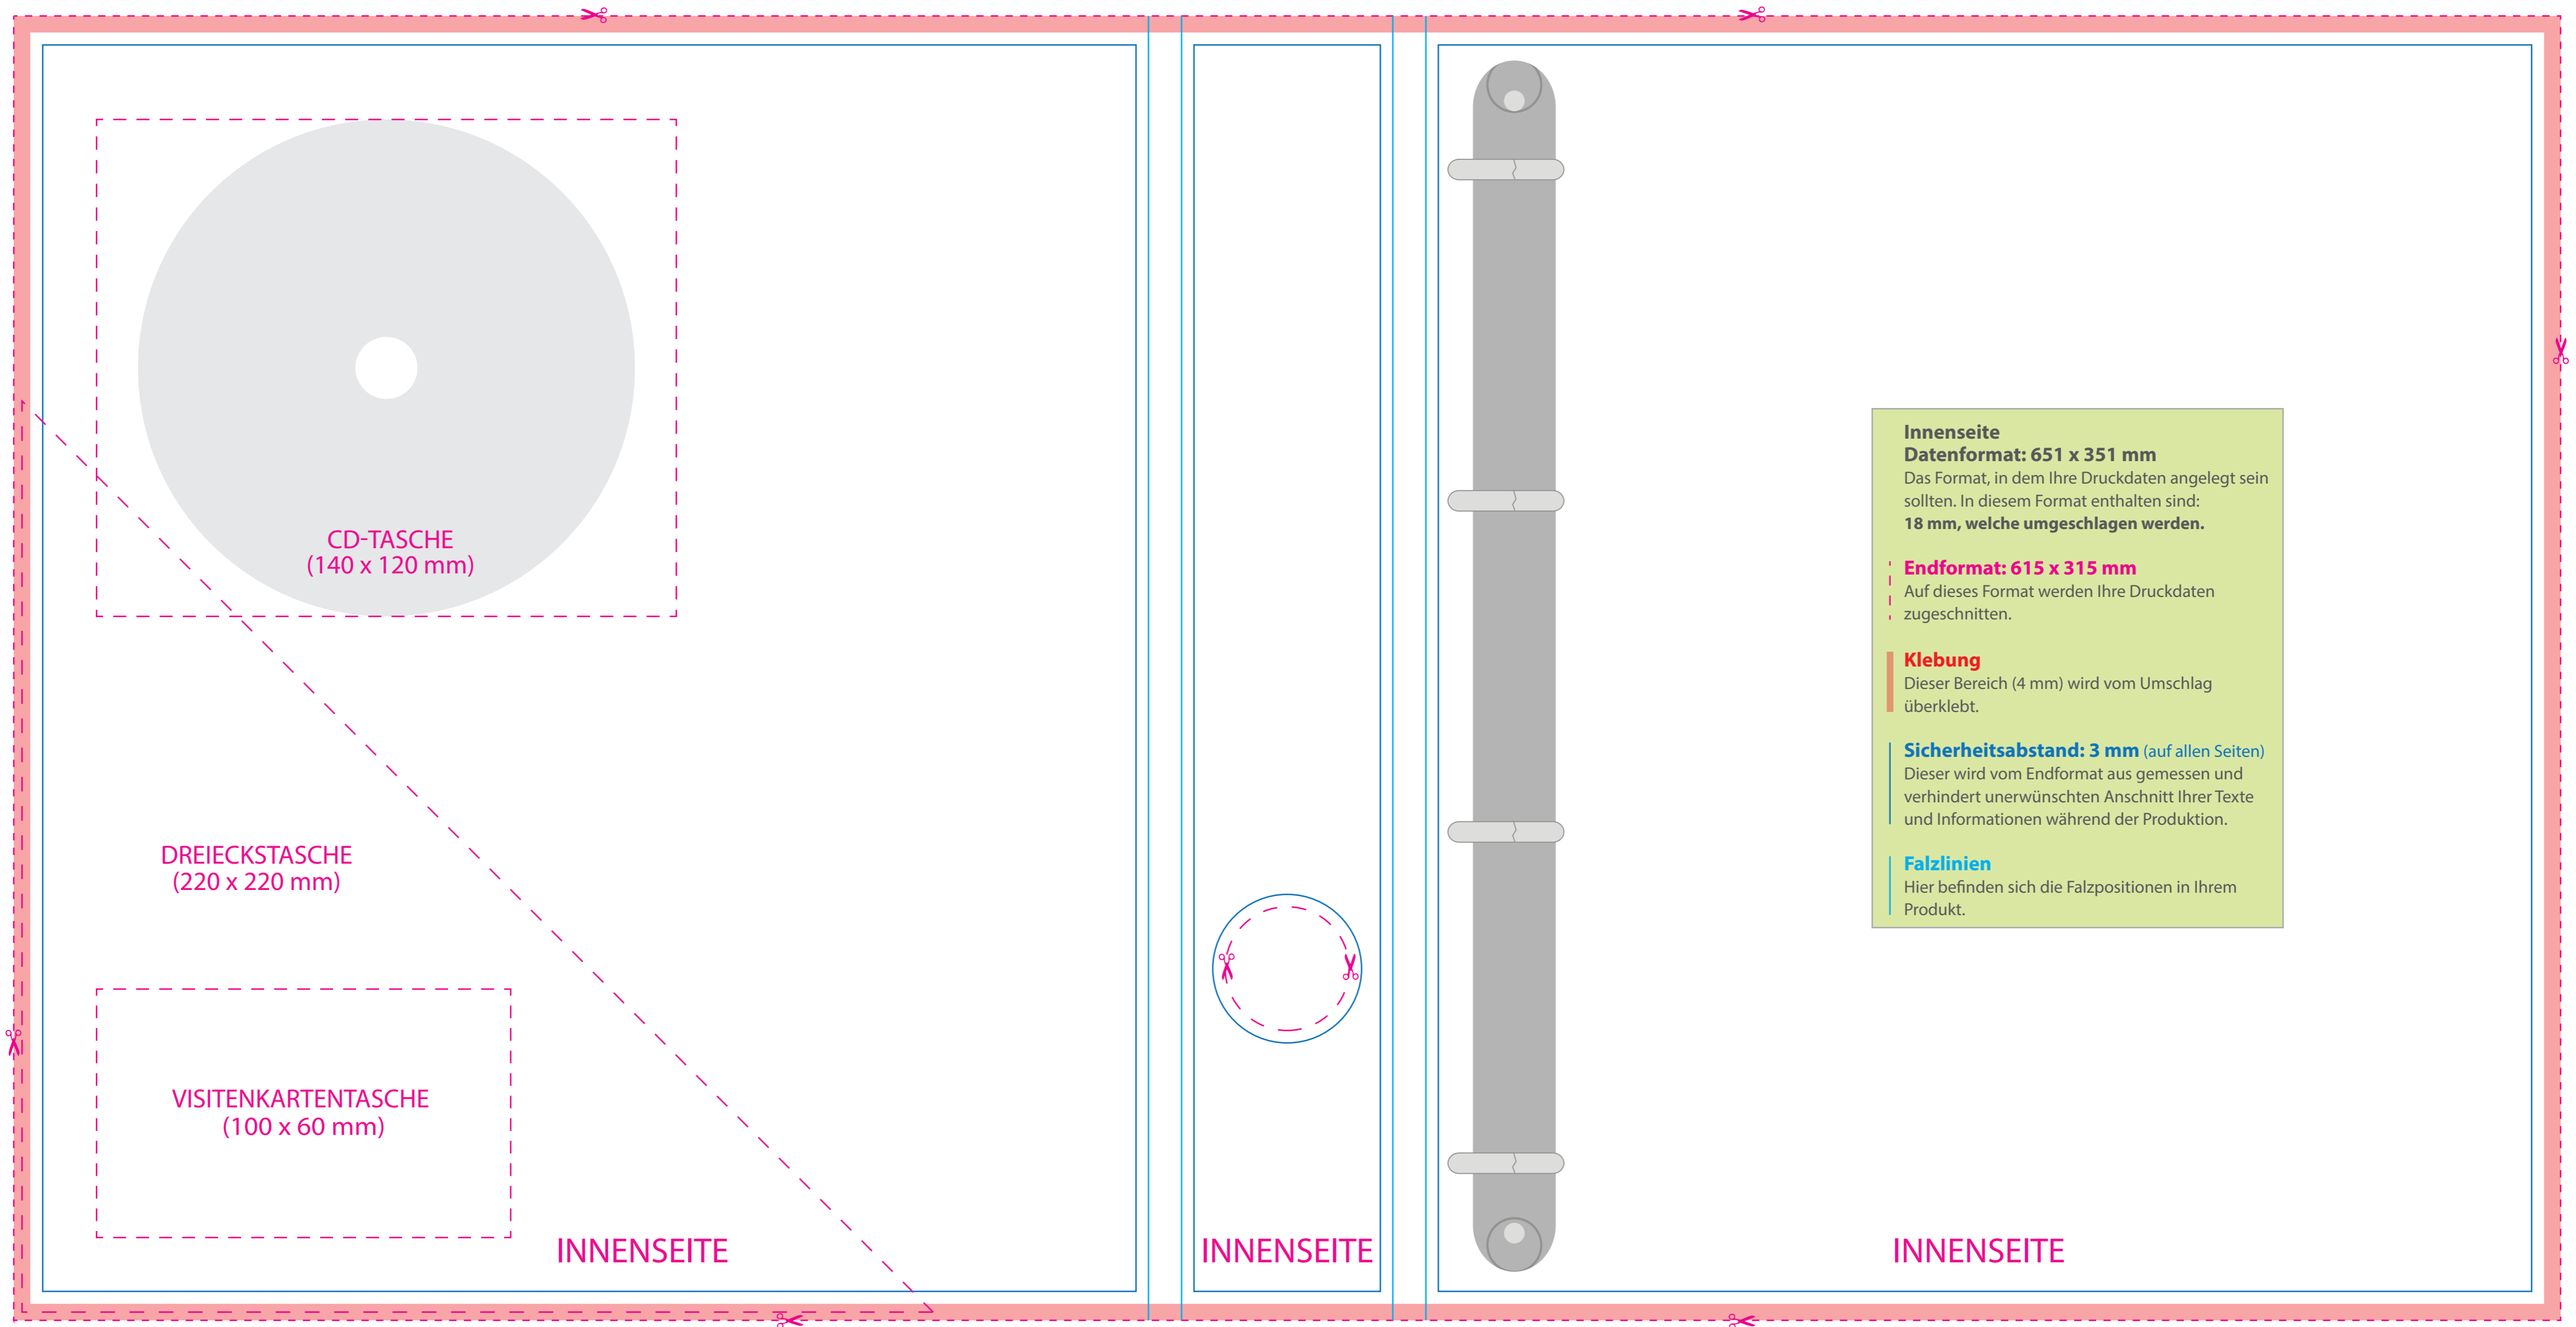 CD-TASCHE
(140 x 120 mm)
DREIECKSTASCHE
(220 x 220 mm)
VISITENKARTENTASCHE
(100 x 60 mm)
INNENSEITE
INNENSEITE
Innenseite
Datenformat: 651 x 351 mm
Das Format, in dem Ihre Druckdaten angelegt sein
sollten. In diesem Format enthalten sind:
18 mm, welche umgeschlagen werden.
Endformat: 615 x 315 mm
Auf dieses Format werden Ihre Druckdaten
zugeschnitten.
Klebung
Dieser Bereich (4 mm) wird vom Umschlag
überklebt.
Sicherheitsabstand: 3 mm (auf allen Seiten)
Dieser wird vom Endformat aus gemessen und
verhindert unerwünschten Anschnitt Ihrer Texte
und Informationen während der Produktion.
Falzlinien
Hier befinden sich die Falzpositionen in Ihrem
Produkt.
INNENSEITE